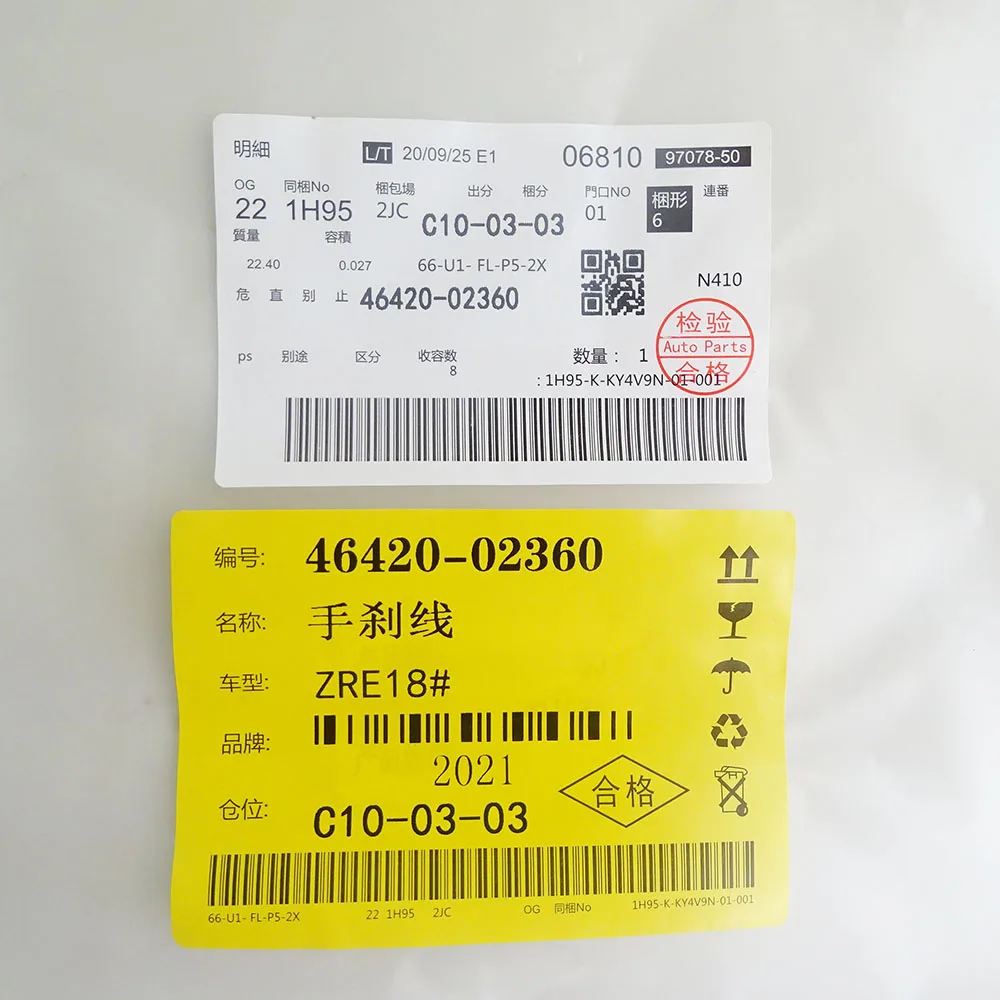 明細 L/T 20/09/25 E1 06810 97078-50
OG 同梱No 梱包場 出分 梱分 門口NO 梱形 連番
22 1H95 2JC C10-03-03 01 6
質量 容積
22.40 0.027 66-U1- FL-P5-2X N410
危 直 别 止 46420-02360
检验
Auto Parts
合格
ps 别途 区分 收容数 数量： 1
8 : 1H95-K-KY4V9N-01-001
编号: 46420-02360
名称: 手刹线
车型: ZRE18#
品牌:
2021
合格
仓位: C10-03-03
66-U1- FL-P5-2X 22 1H95 2JC OG 同梱No 1H95-K-KY4V9N-01-001